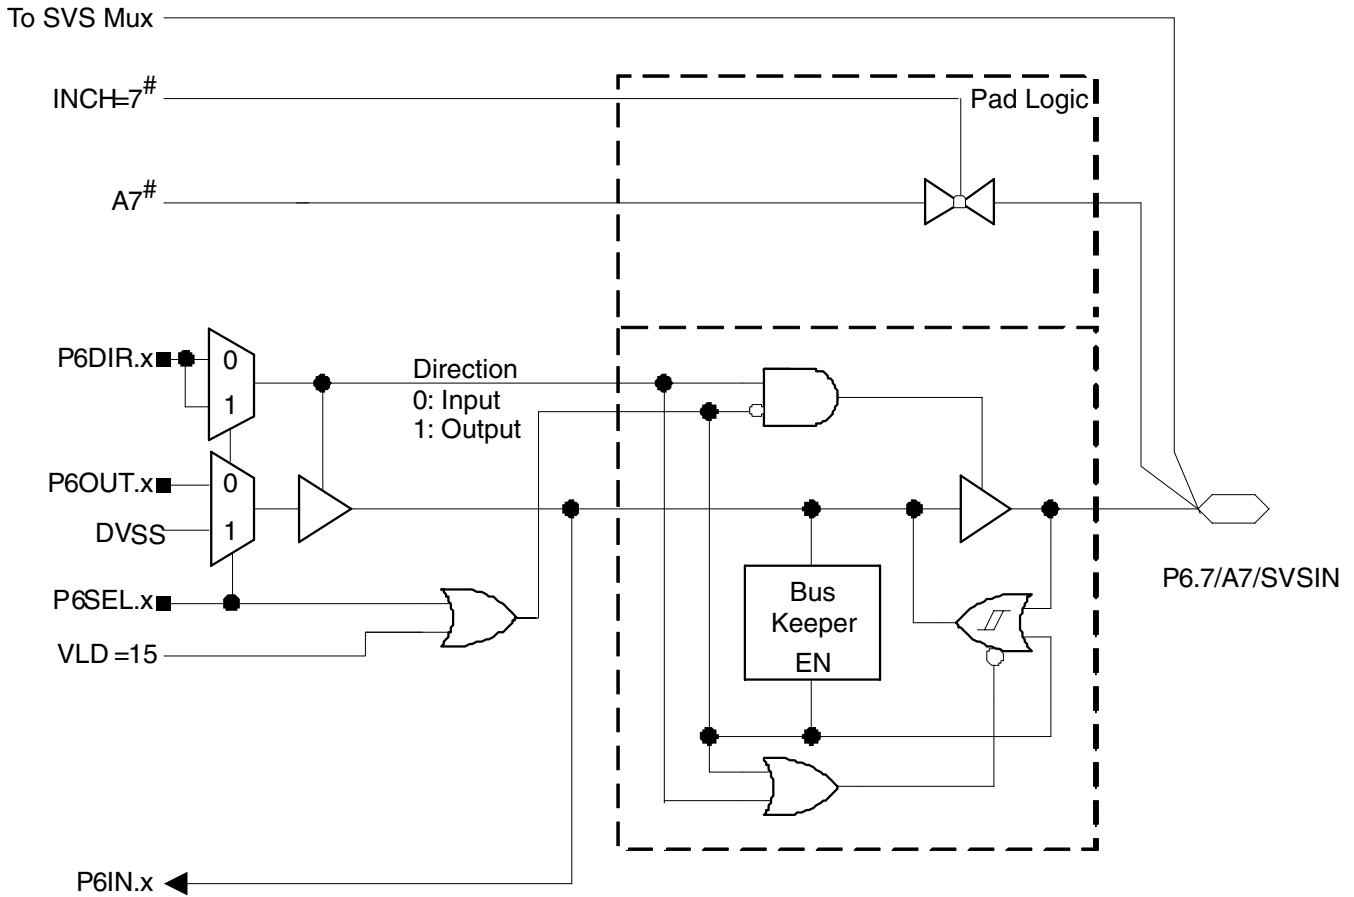 To SVS Mux
INCH=7#
Pad Logic
A7#
P6DIR.x
0
1
Direction
0: Input
1: Output
P6OUT.x
0
DVSS
1
P6SEL.x
VLD =15
Bus
Keeper
EN
P6.7/A7/SVSIN
P6IN.x